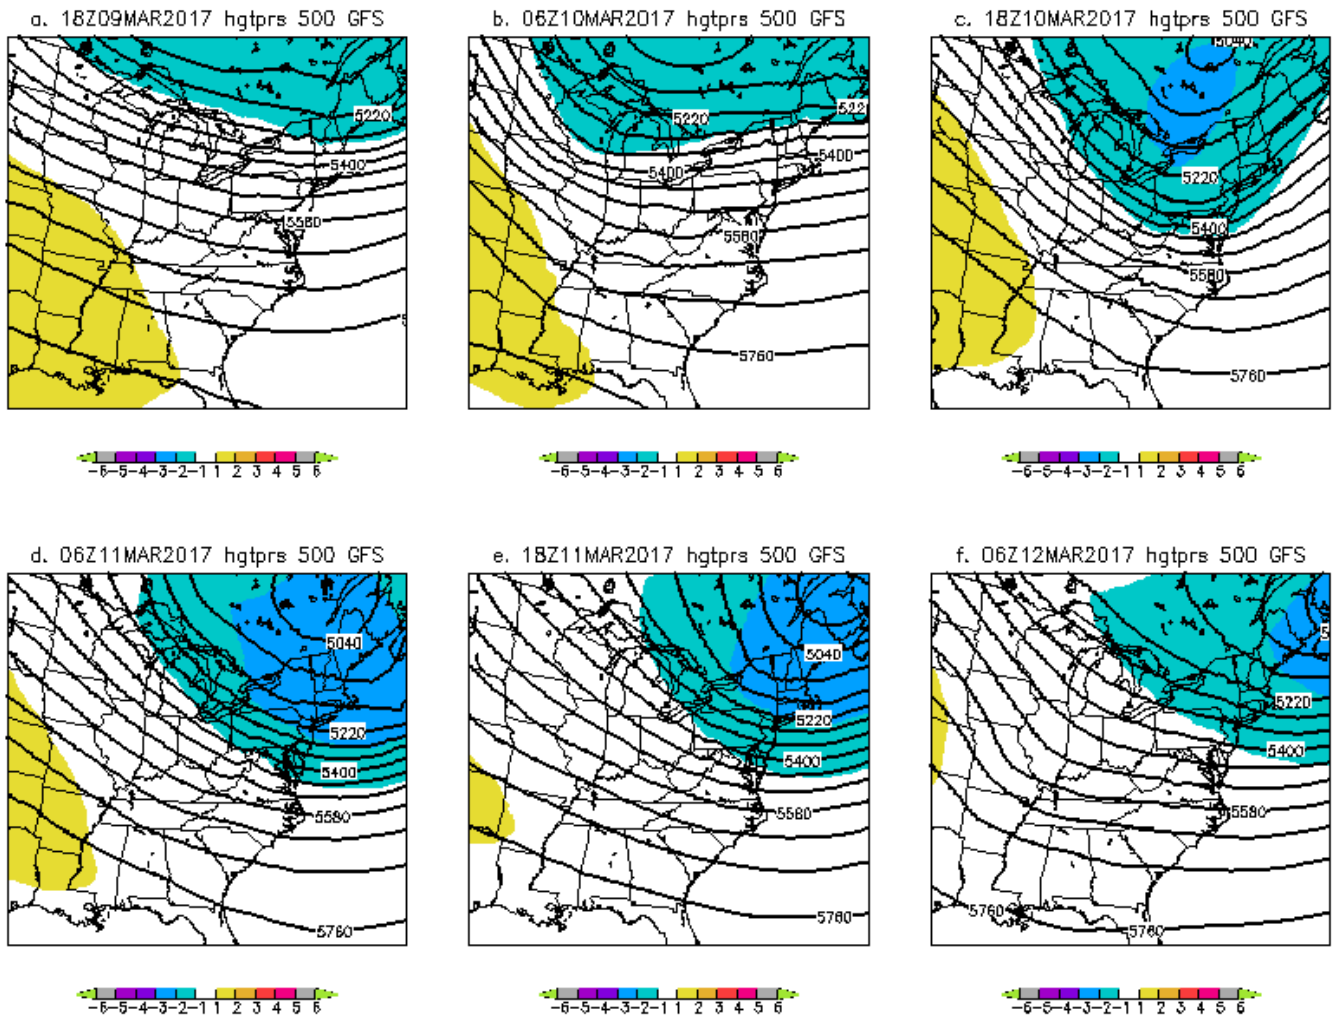 a. 18Z09MAR2017 hgtprs 500 GFS
b. 06Z10MAR2017 hgtprs 500 GFS
c. 18Z10MAR2017 hgtprs 500 GFS
5220
5400
5580
5220
5220
5400
5400
5580
5760
5040
5220
5400
5580
5760
-6-5-4-3-2-1 1 2 3 4 5 6
-6-5-4-3-2-1 1 2 3 4 5 6
-6-5-4-3-2-1 1 2 3 4 5 6
d. 06Z11MAR2017 hgtprs 500 GFS
e. 18Z11MAR2017 hgtprs 500 GFS
f. 06Z12MAR2017 hgtprs 500 GFS
5040
5220
5400
5580
5760
5040
5220
5400
5580
5760
5220
5400
5580
5760
5760
-6-5-4-3-2-1 1 2 3 4 5 6
-6-5-4-3-2-1 1 2 3 4 5 6
-6-5-4-3-2-1 1 2 3 4 5 6